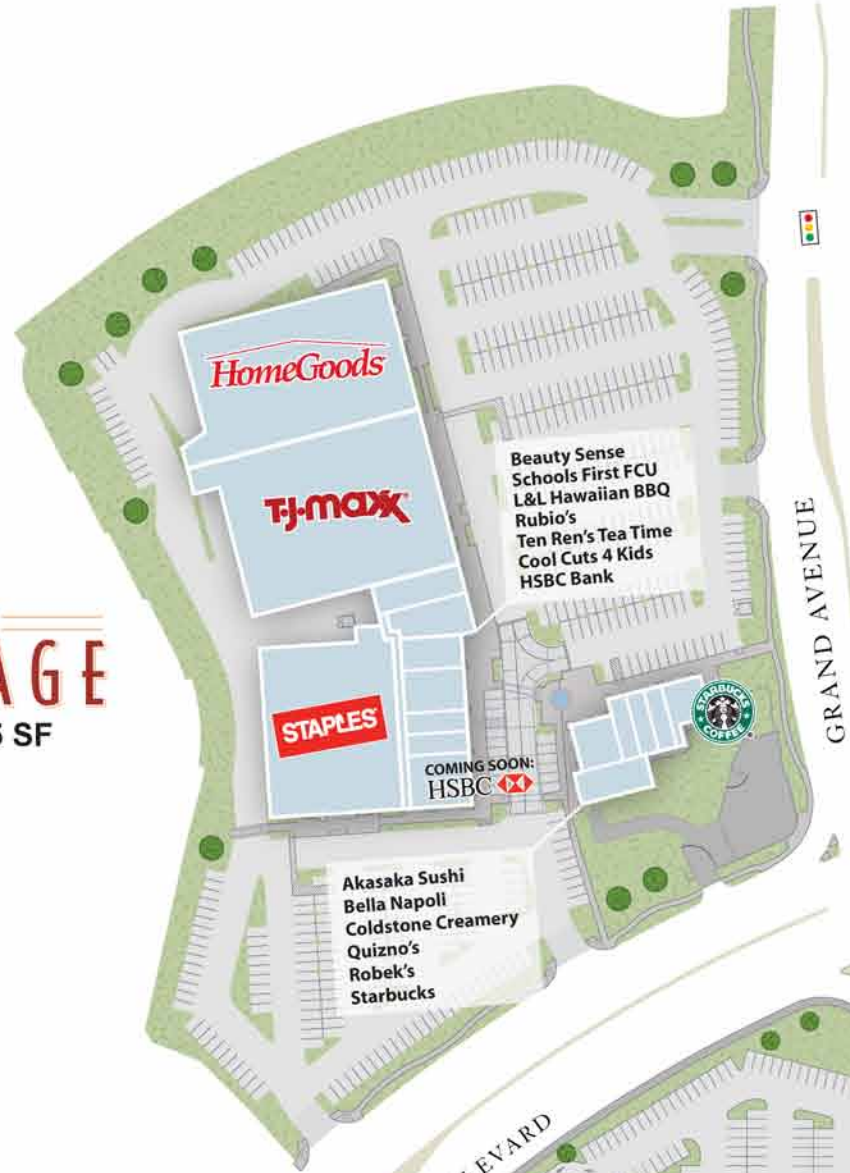 HomeGoods
T·J·maxx
Beauty Sense
Schools First FCU
L&L Hawaiian BBQ
Rubio's
Ten Ren's Tea Time
Cool Cuts 4 Kids
HSBC Bank
GRAND AVENUE
AGE
SF
STAPLES
STARBUCKS
COFFEE
COMING SOON:
HSBC
Akasaka Sushi
Bella Napoli
Coldstone Creamery
Quizno's
Robek's
Starbucks
LEVARD